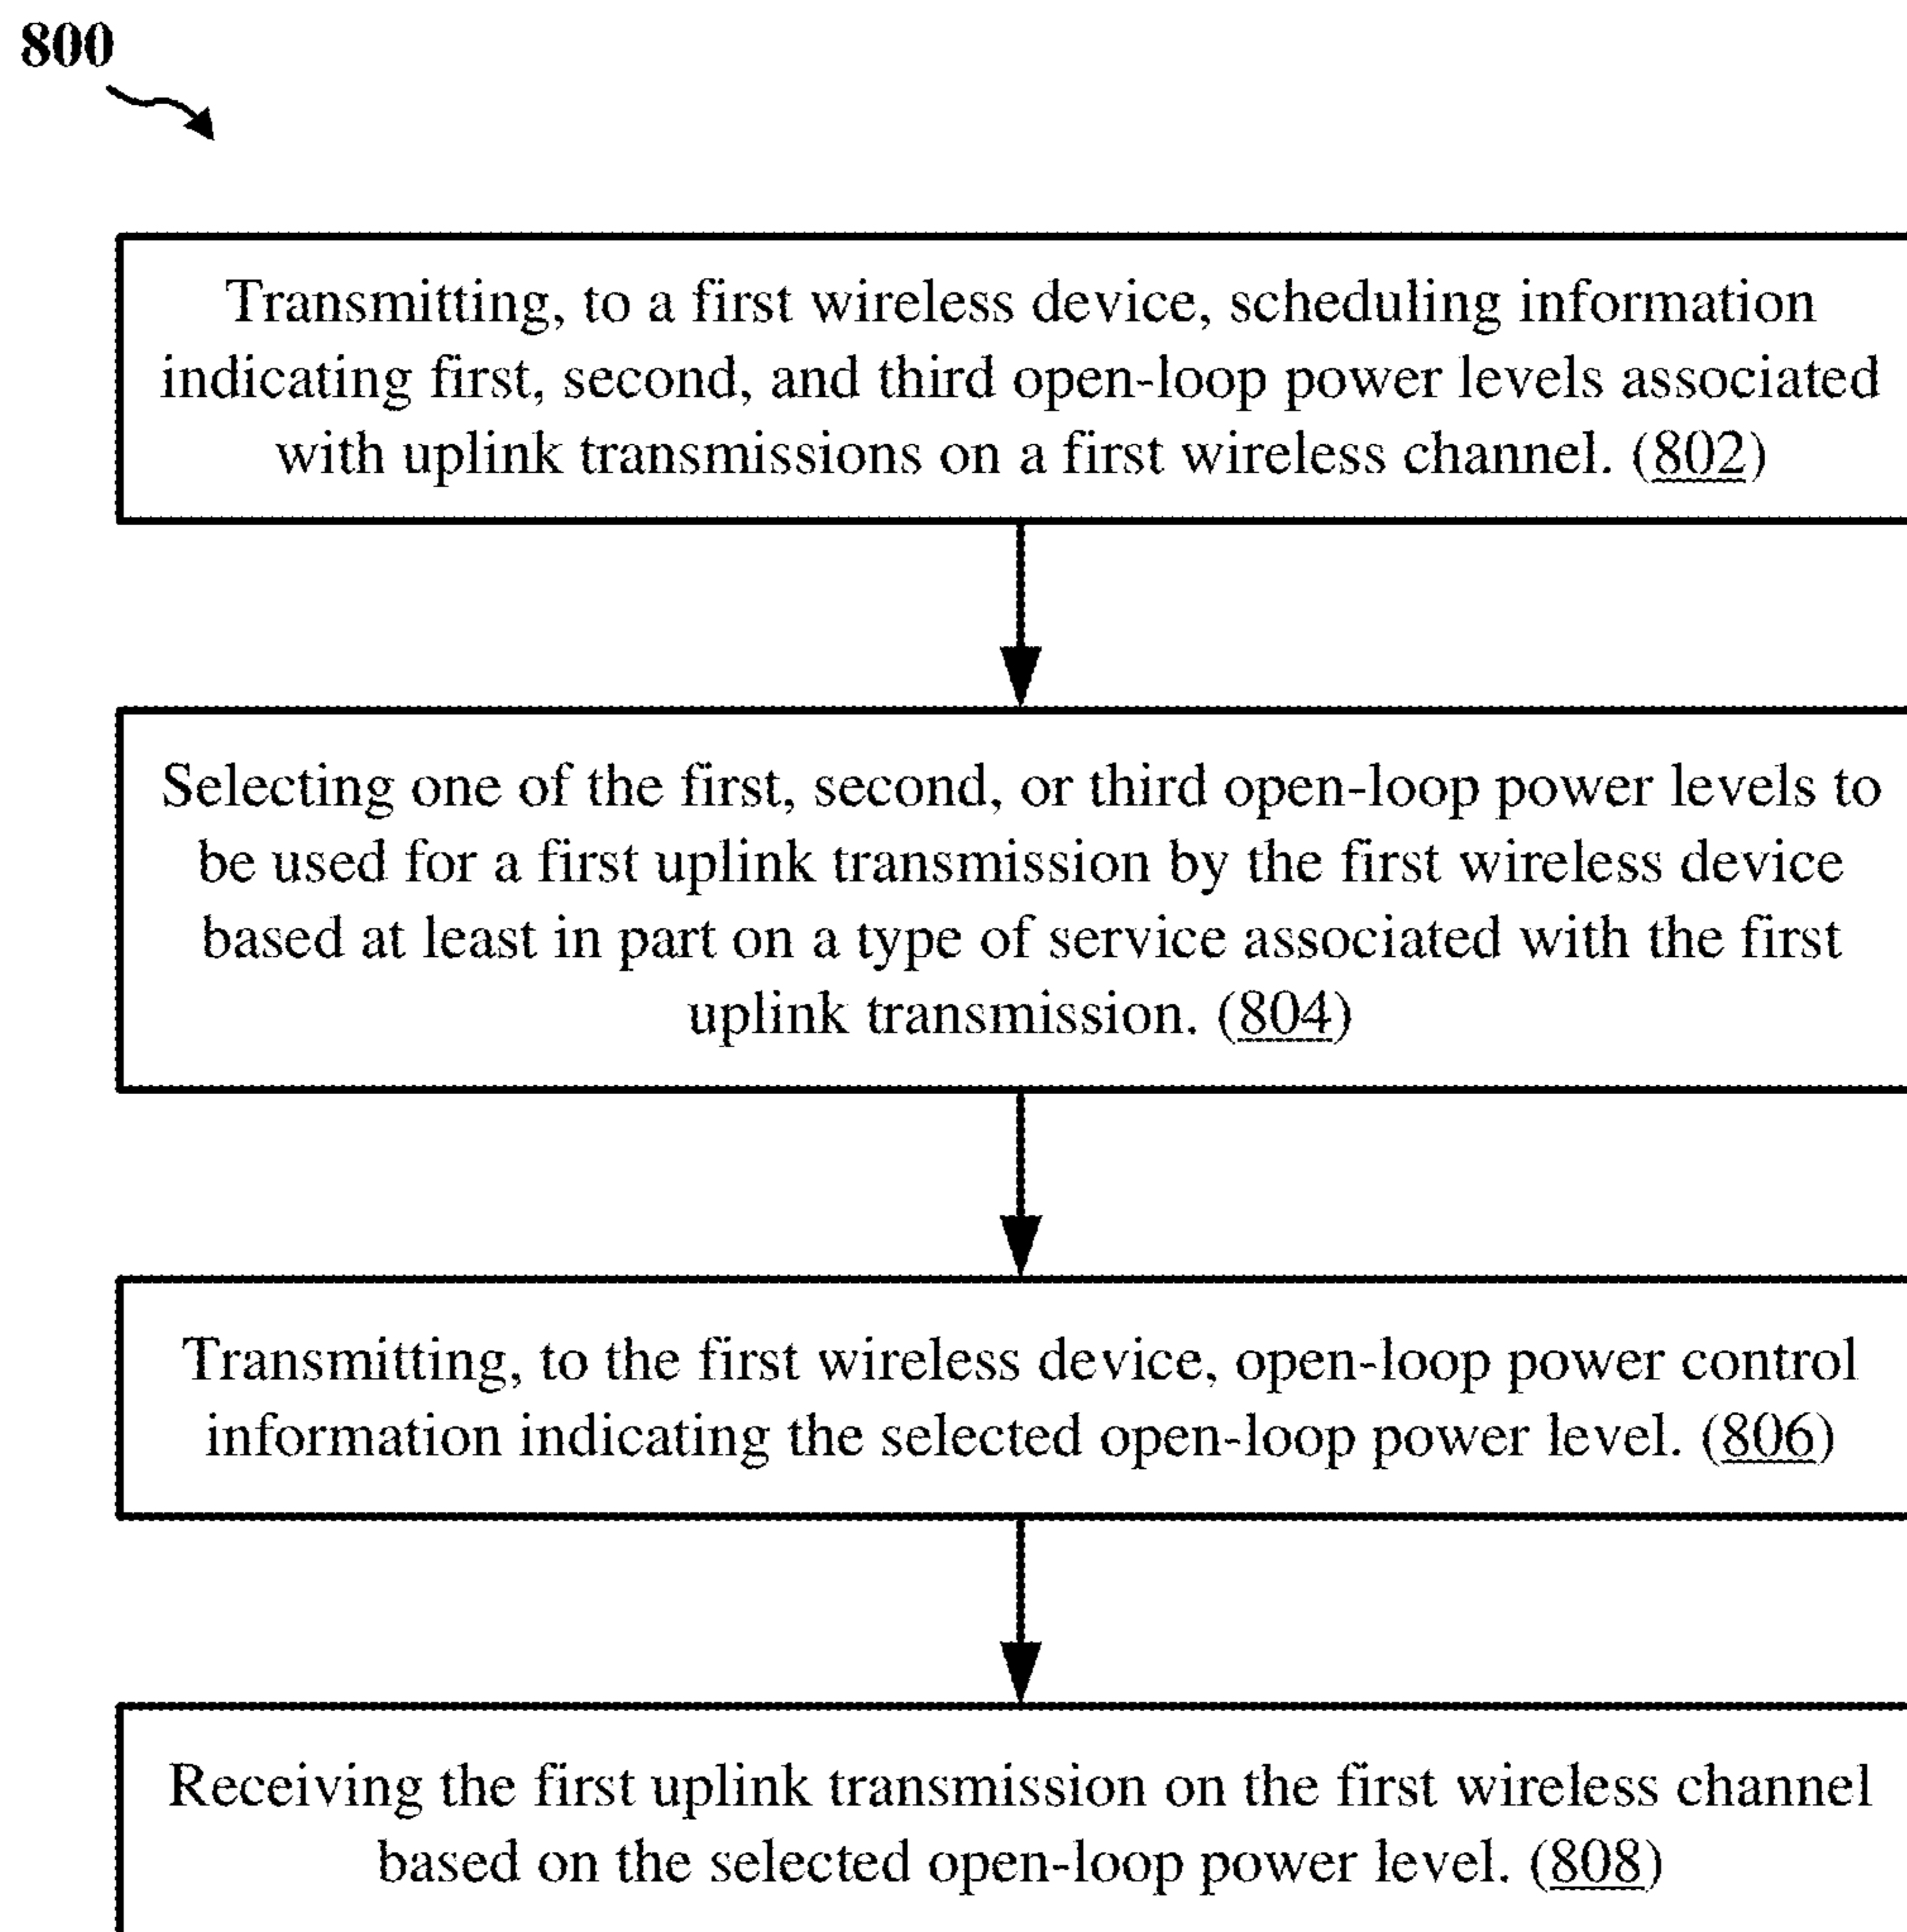 800
Transmitting, to a first wireless device, scheduling information
indicating first, second, and third open-loop power levels associated
with uplink transmissions on a first wireless channel. (802)
Selecting one of the first, second, or third open-loop power levels to
be used for a first uplink transmission by the first wireless device
based at least in part on a type of service associated with the first
uplink transmission. (804)
Transmitting, to the first wireless device, open-loop power control
information indicating the selected open-loop power level. (806)
Receiving the first uplink transmission on the first wireless channel
based on the selected open-loop power level. (808)